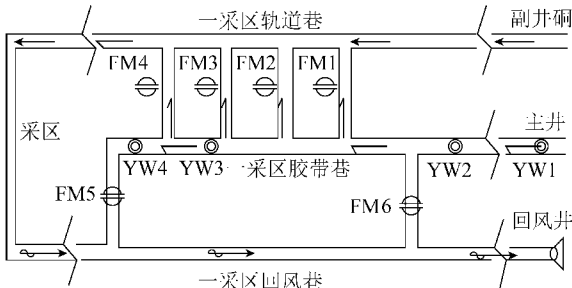 一采区轨道巷
副井硐
FM4
FM3
FM2
FM1
采区
主井
YW4
YW3
一采区胶带巷
YW2
YW1
FM5
FM6
回风井
一采区回风巷